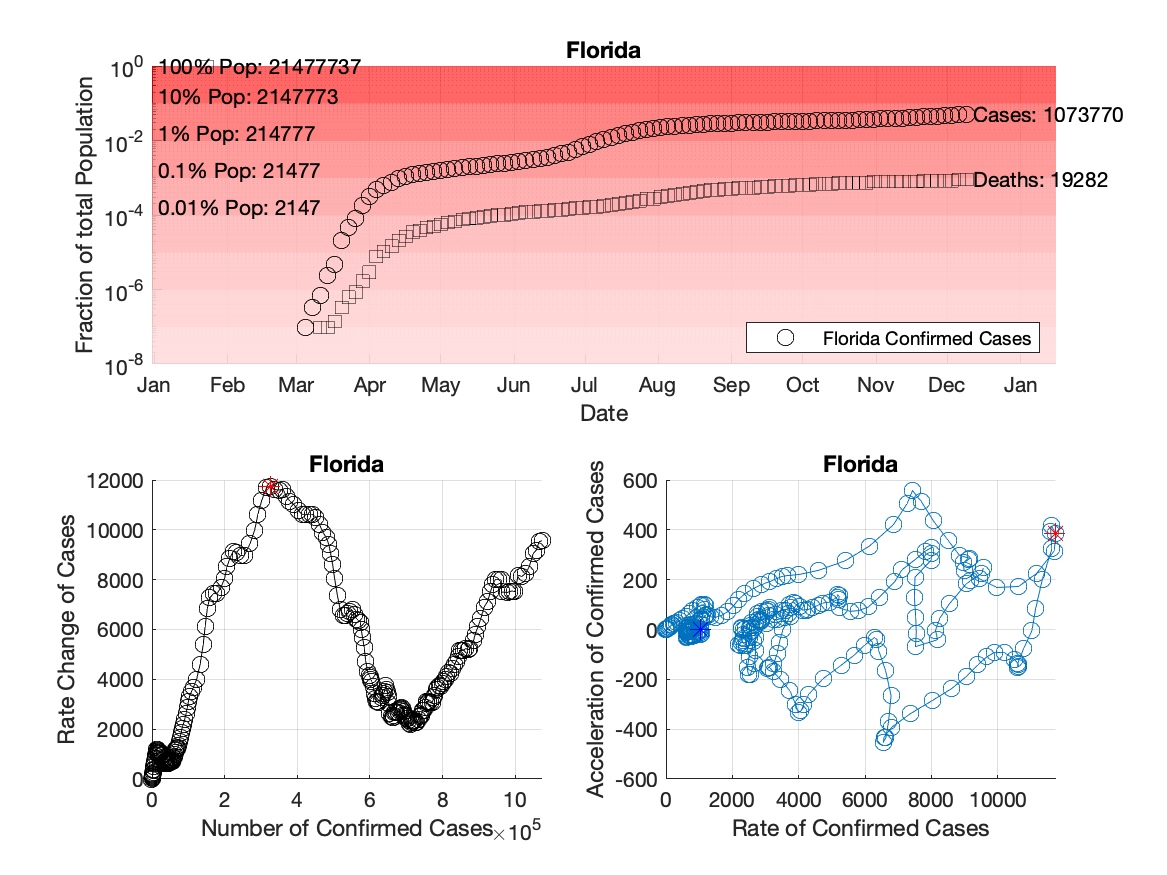 Florida
10^0
10^-2
10^-4
10^-6
10^-8
Fraction of total Population
100% Pop: 21477737
10% Pop: 2147773
1% Pop: 214777
0.1% Pop: 21477
0.01% Pop: 2147
Cases: 1073770
Deaths: 19282
Florida Confirmed Cases
Jan Feb Mar Apr May Jun Jul Aug Sep Oct Nov Dec Jan
Date
Florida
12000
10000
8000
6000
4000
2000
0
Rate Change of Cases
0 2 4 6 8 10
Number of Confirmed Cases ×10^5
Florida
600
400
200
0
-200
-400
-600
Acceleration of Confirmed Cases
0 2000 4000 6000 8000 10000
Rate of Confirmed Cases